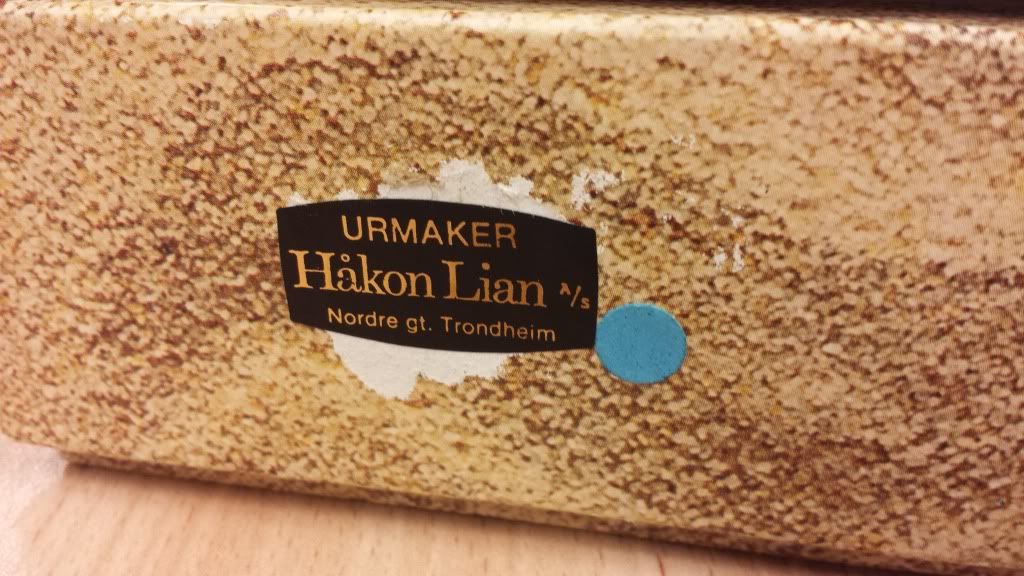 URMAKER
Håkon Lian A/S
Nordre gt. Trondheim